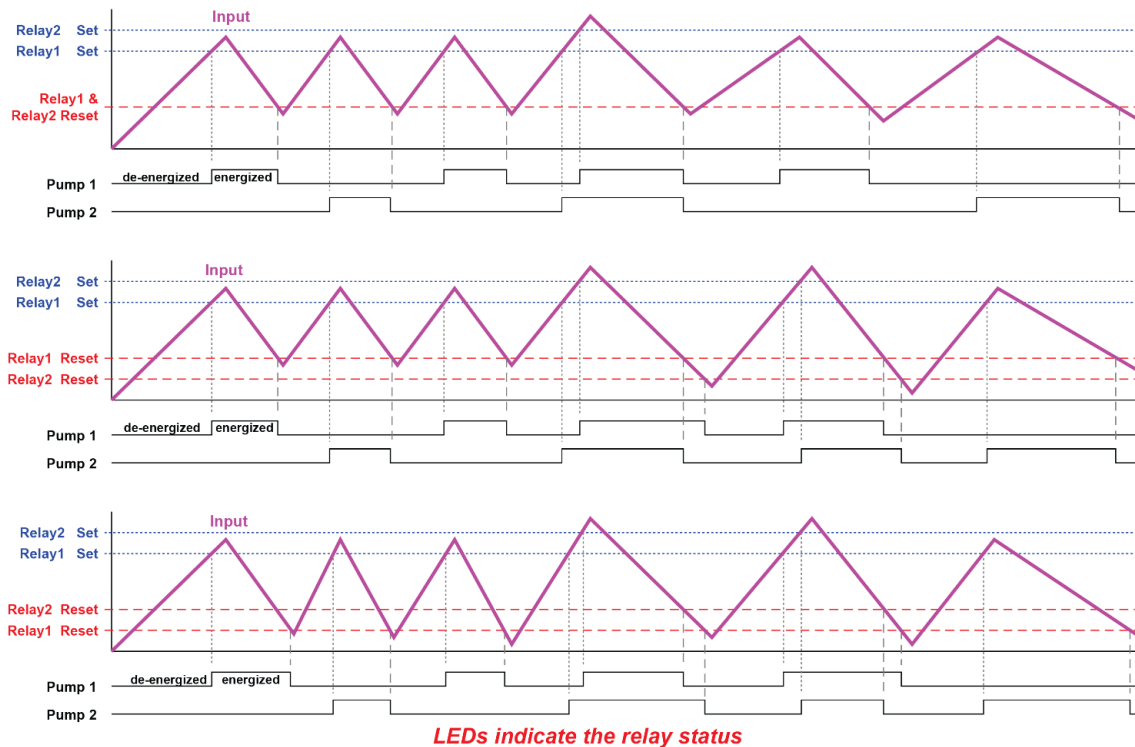 Input
Relay2 Set
Relay1 Set
Relay1 &
Relay2 Reset
de-energized energized
Pump 1
Pump 2
Input
Relay2 Set
Relay1 Set
Relay1 Reset
Relay2 Reset
de-energized energized
Pump 1
Pump 2
Input
Relay2 Set
Relay1 Set
Relay2 Reset
Relay1 Reset
de-energized energized
Pump 1
Pump 2
LEDs indicate the relay status